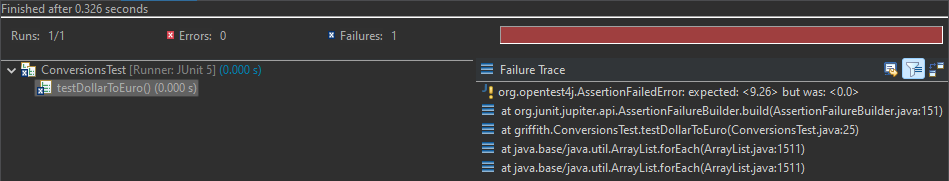 Finished after 0.326 seconds
Runs: 1/1 Errors: 0 Failures: 1
ConversionsTest [Runner: JUnit 5] (0.000 s)
testDollarToEuro() (0.000 s)
Failure Trace
org.opentest4j.AssertionFailedError: expected: <9.26> but was: <0.0>
at org.junit.jupiter.api.AssertionFailureBuilder.build(AssertionFailureBuilder.java:151)
at griffith.ConversionsTest.testDollarToEuro(ConversionsTest.java:25)
at java.base/java.util.ArrayList.forEach(ArrayList.java:1511)
at java.base/java.util.ArrayList.forEach(ArrayList.java:1511)